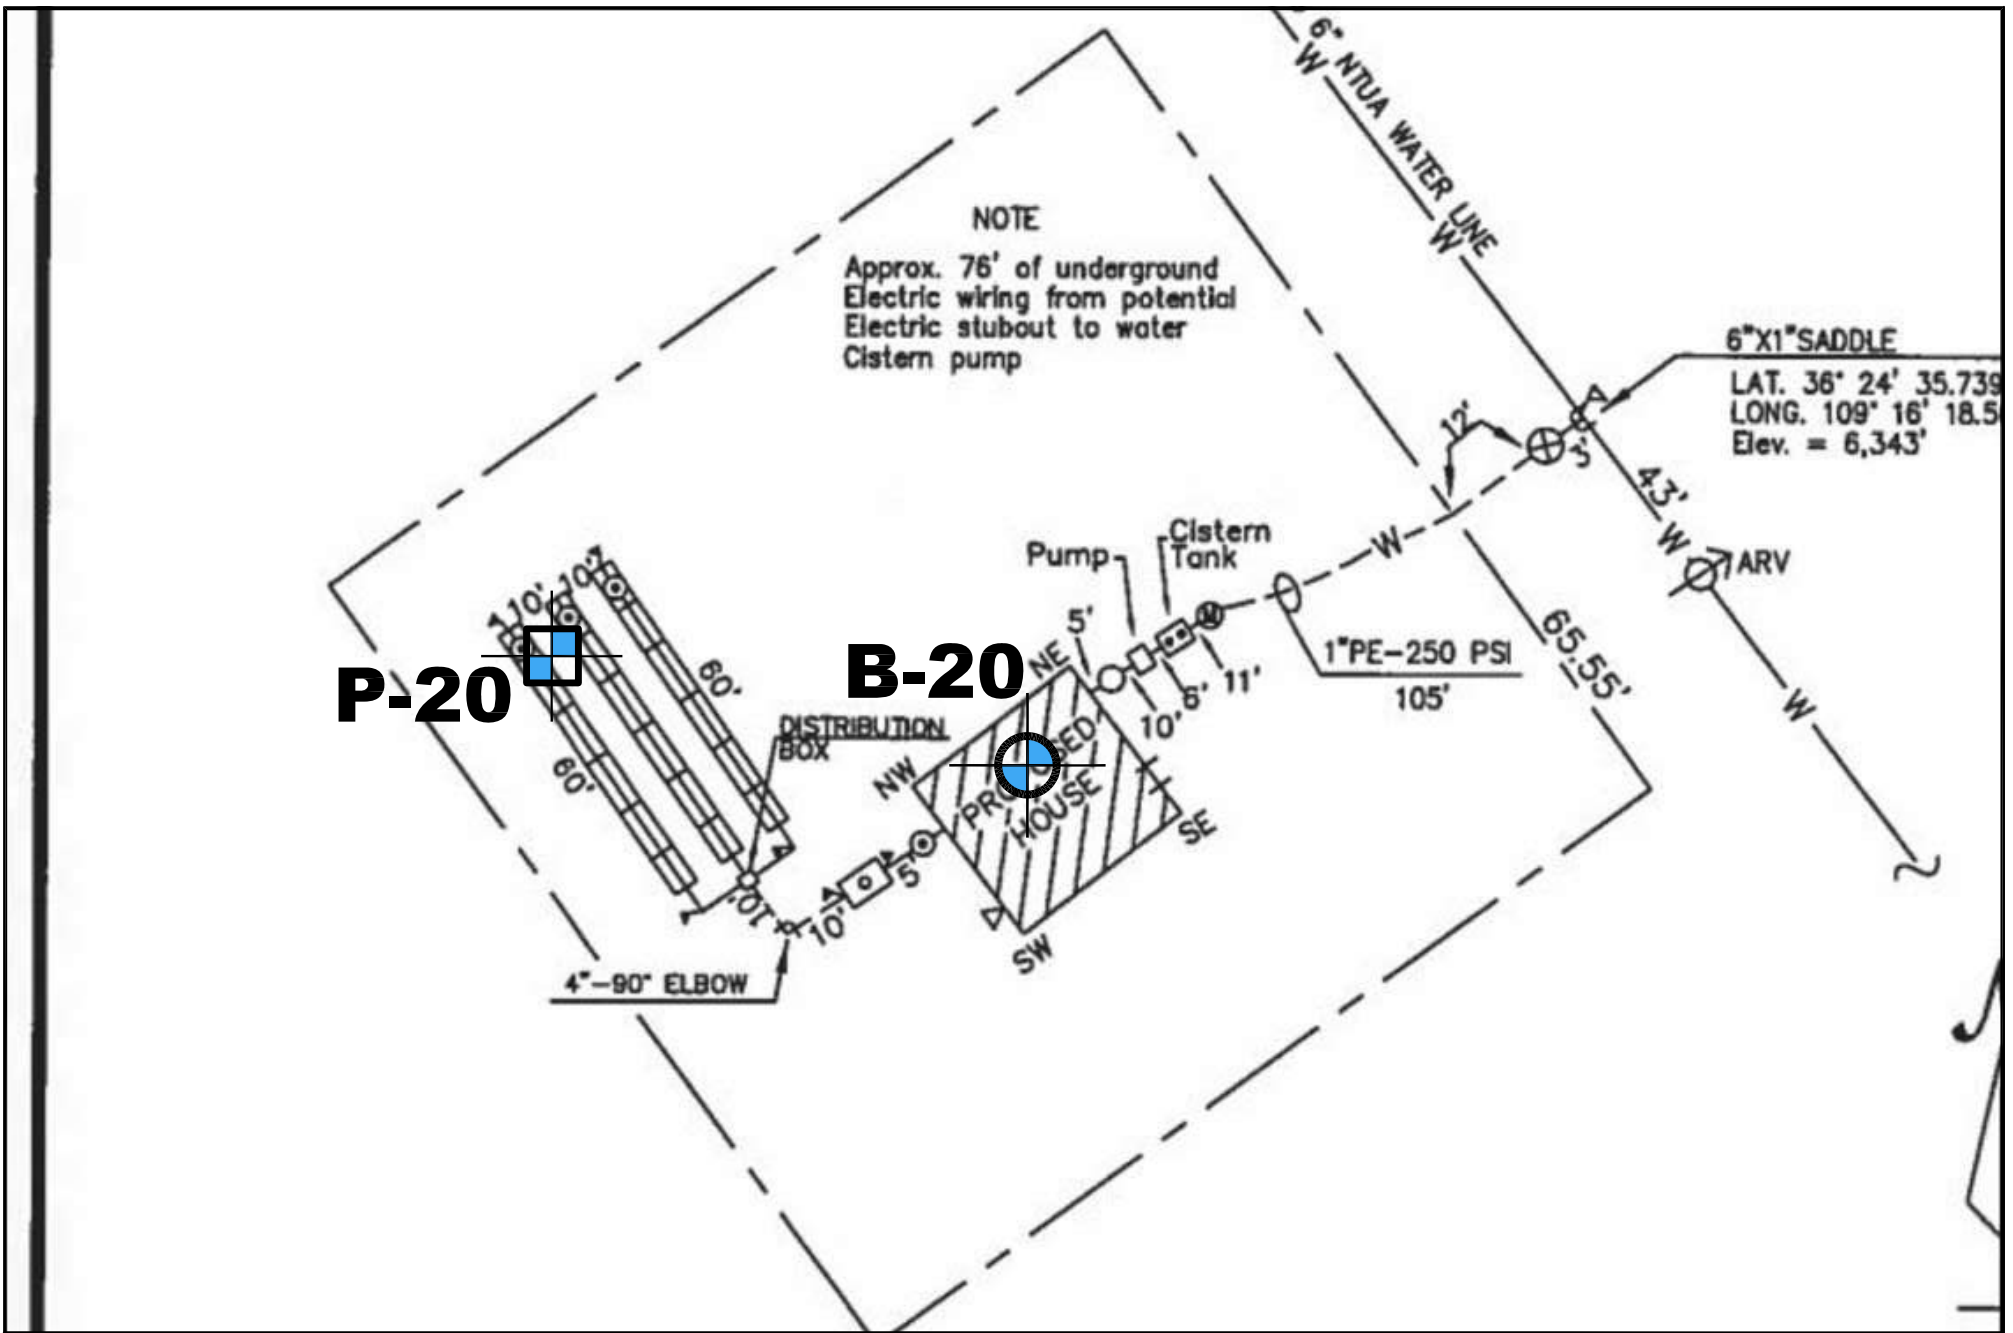 6" NTUA WATER LINE
W
W
NOTE
Approx. 76' of underground
Electric wiring from potential
Electric stubout to water
Cistern pump
6"X1"SADDLE
LAT. 36° 24' 35.739
LONG. 109° 16' 18.5
Elev. = 6,343'
12'
3'
43'
W
ARV
W
Cistern
Tank
Pump
W
10'
10'
5'
NE
6'
11'
10'
1"PE-250 PSI
105'
65.55'
P-20
B-20
60'
60'
DISTRIBUTION
BOX
NW
HOUSE
SE
SW
5'
10'
10'
4"-90° ELBOW